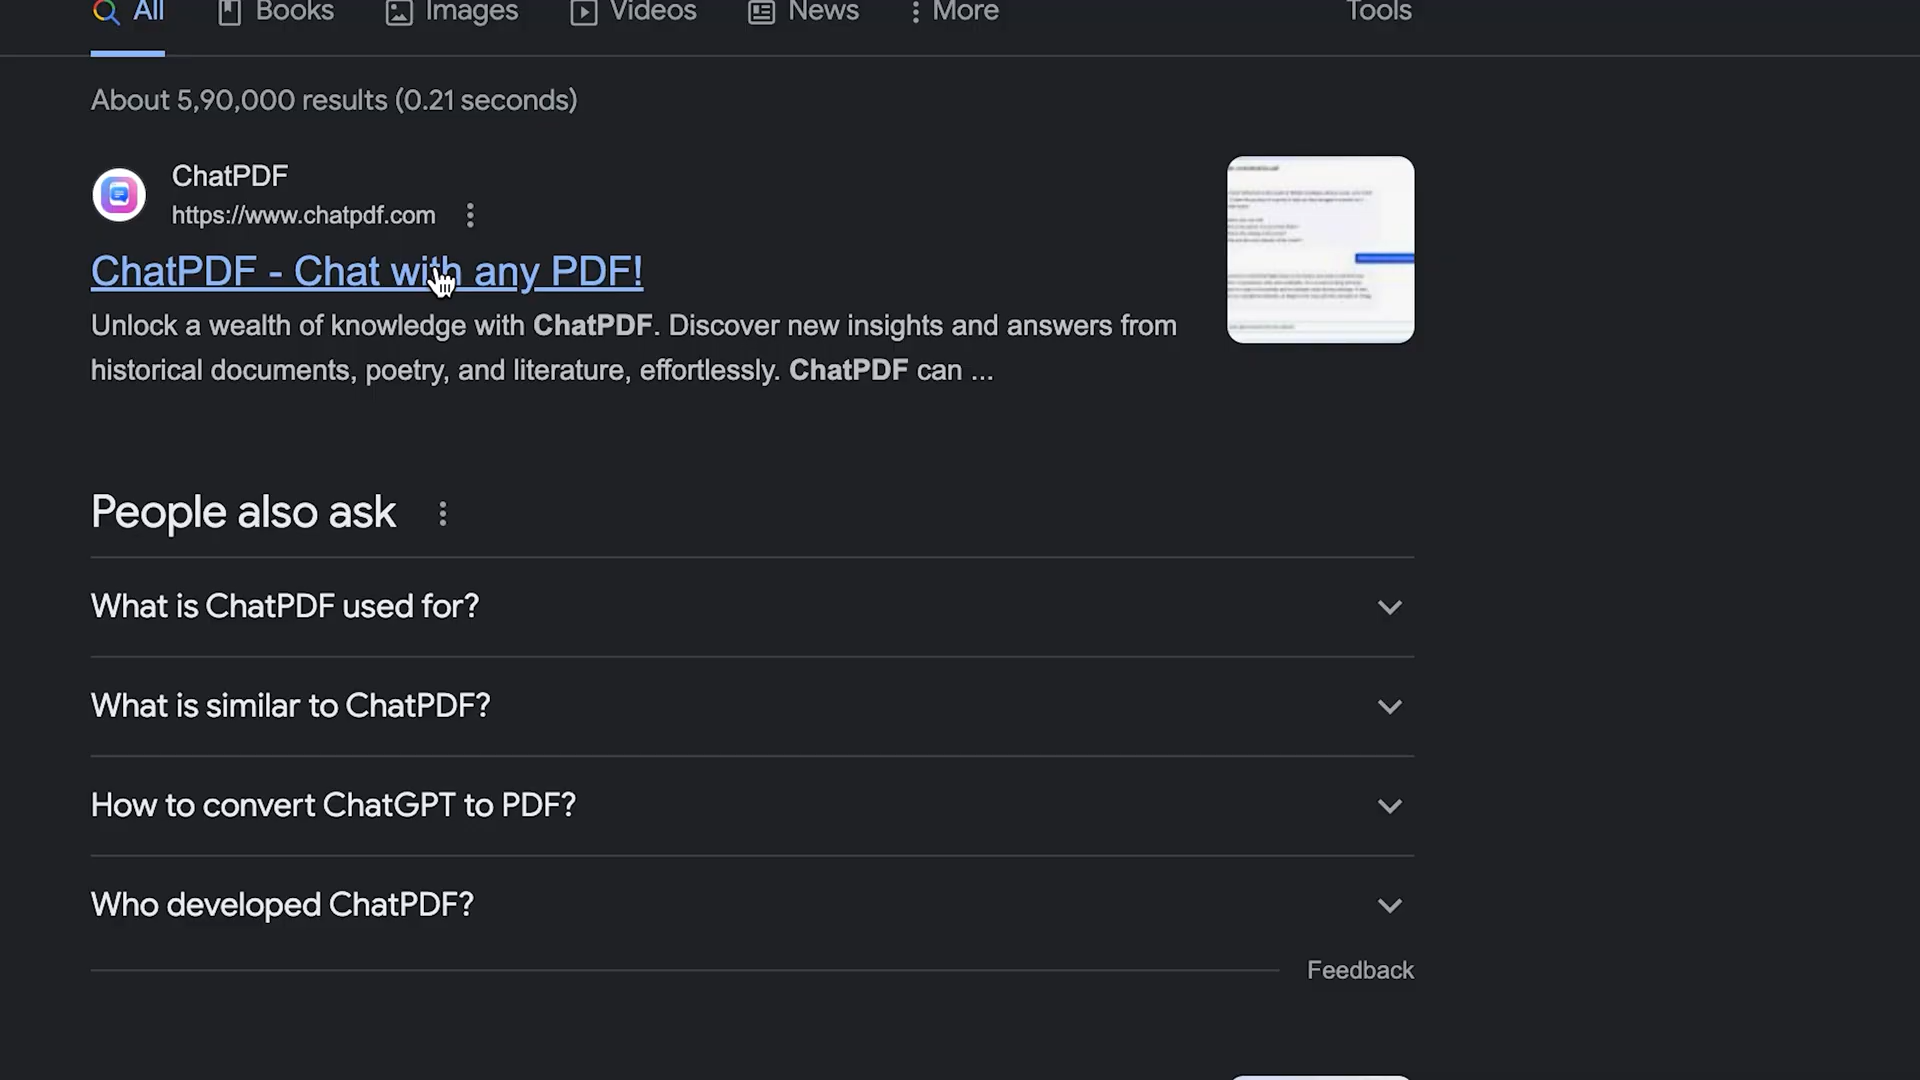 All Books Images Videos News More Tools
About 5,90,000 results (0.21 seconds)
ChatPDF
https://www.chatpdf.com
ChatPDF - Chat with any PDF!
Unlock a wealth of knowledge with ChatPDF. Discover new insights and answers from
historical documents, poetry, and literature, effortlessly. ChatPDF can ...
People also ask
What is ChatPDF used for?
What is similar to ChatPDF?
How to convert ChatGPT to PDF?
Who developed ChatPDF?
Feedback